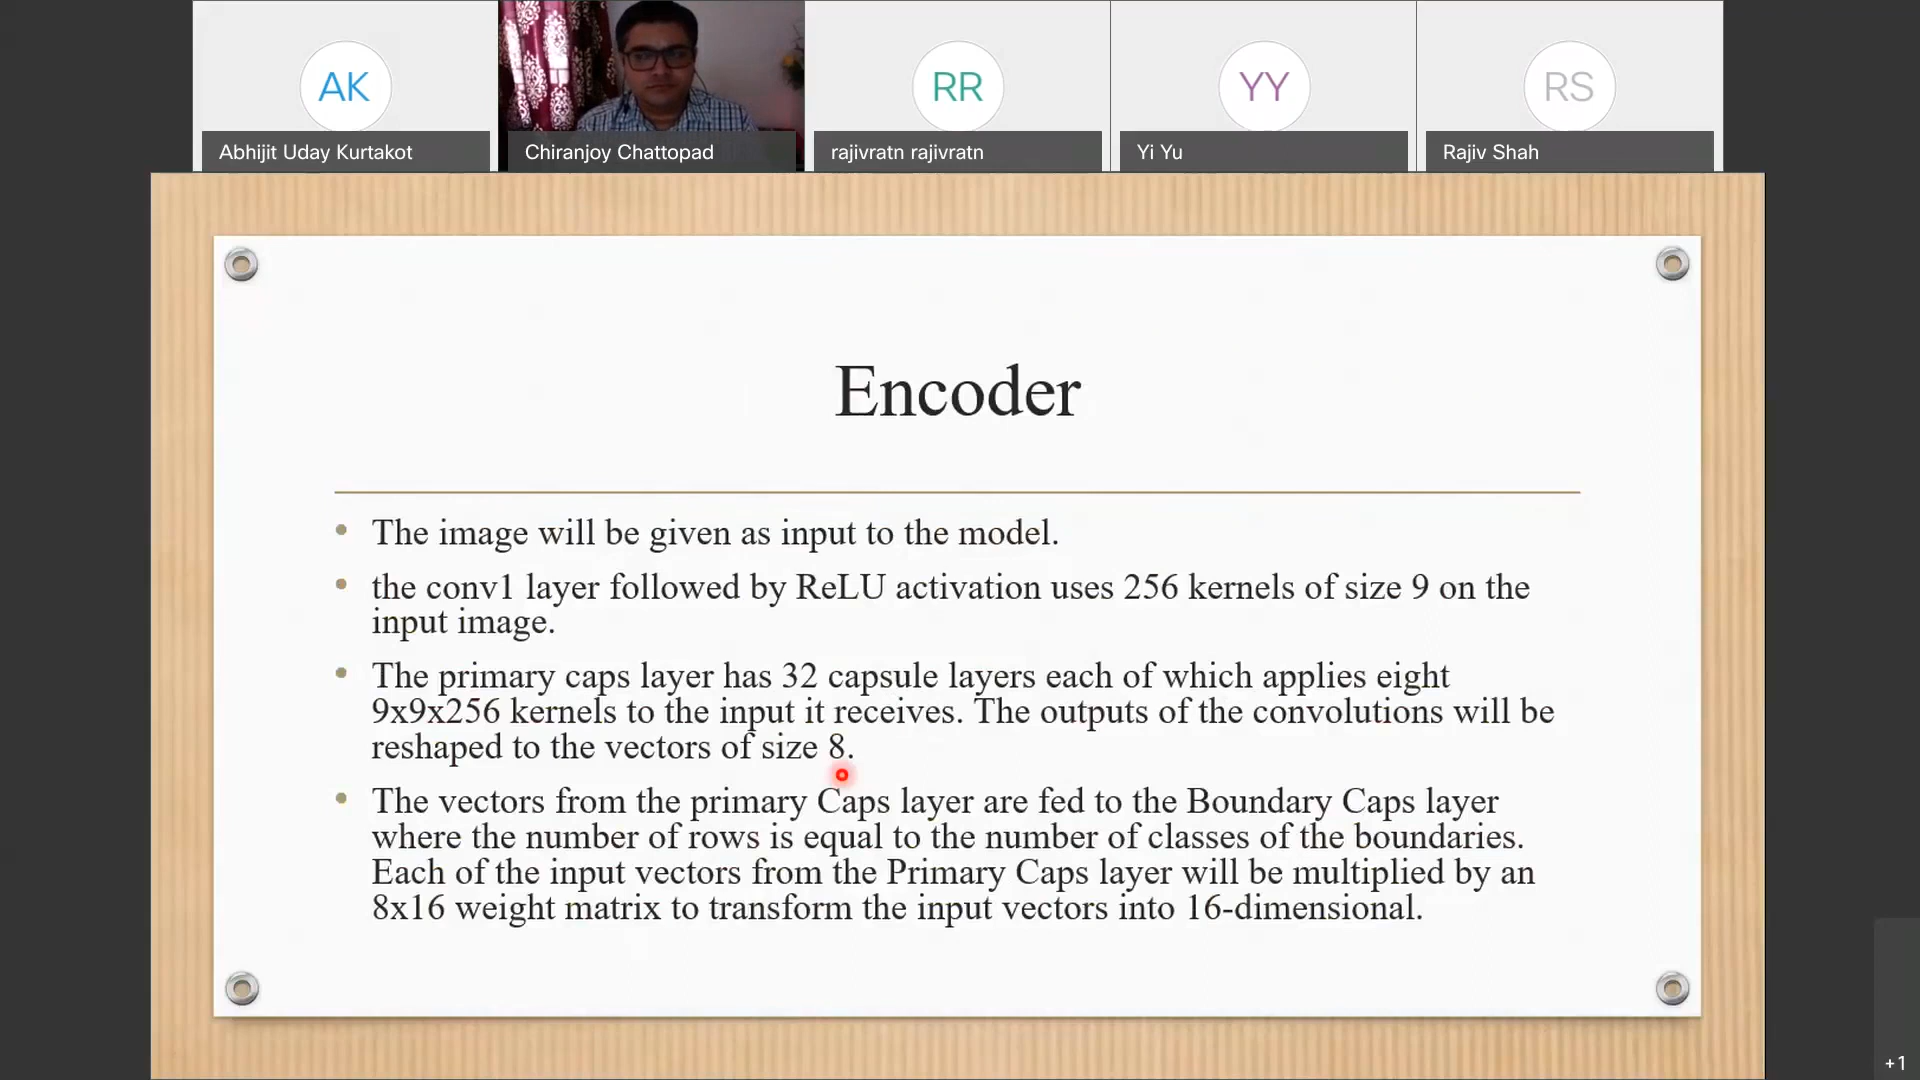 AK
RR
YY
RS
Abhijit Uday Kurtakot
Chiranjoy Chattopad
rajivratn rajivratn
Yi Yu
Rajiv Shah
Encoder
The image will be given as input to the model.
the conv1 layer followed by ReLU activation uses 256 kernels of size 9 on the
input image.
The primary caps layer has 32 capsule layers each of which applies eight
9x9x256 kernels to the input it receives. The outputs of the convolutions will be
reshaped to the vectors of size 8.
The vectors from the primary Caps layer are fed to the Boundary Caps layer
where the number of rows is equal to the number of classes of the boundaries.
Each of the input vectors from the Primary Caps layer will be multiplied by an
8x16 weight matrix to transform the input vectors into 16-dimensional.
+1